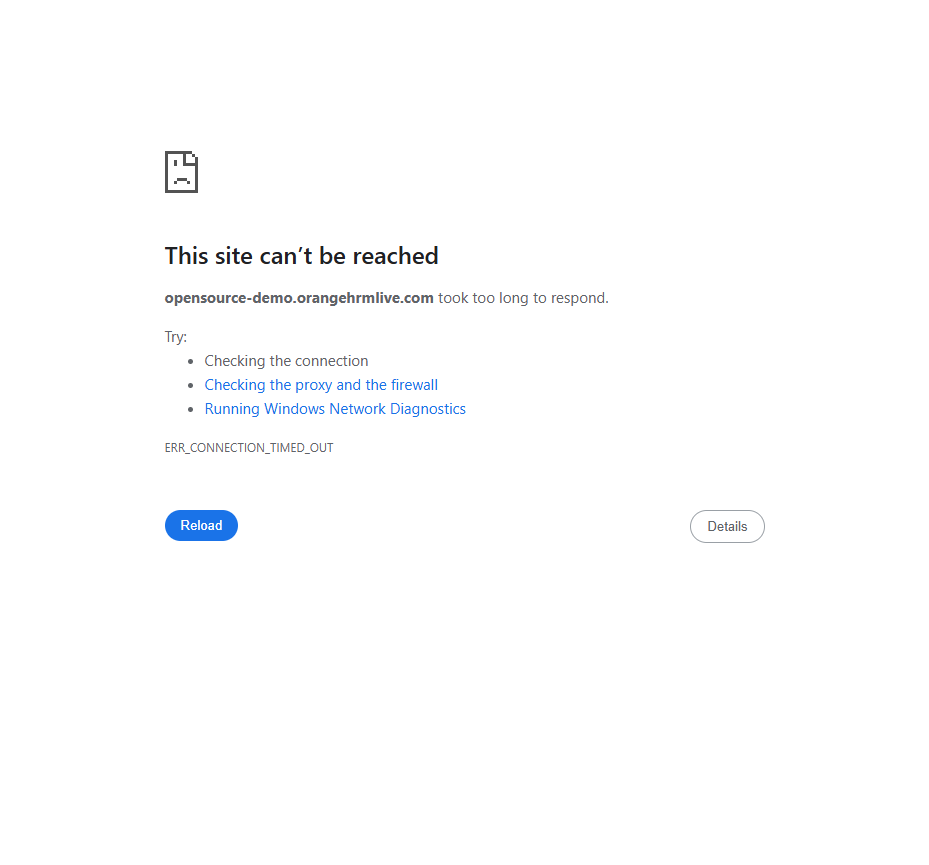 This site can’t be reached
opensource-demo.orangehrmlive.com took too long to respond.
Try:
Checking the connection
Checking the proxy and the firewall
Running Windows Network Diagnostics
ERR_CONNECTION_TIMED_OUT
Reload
Details